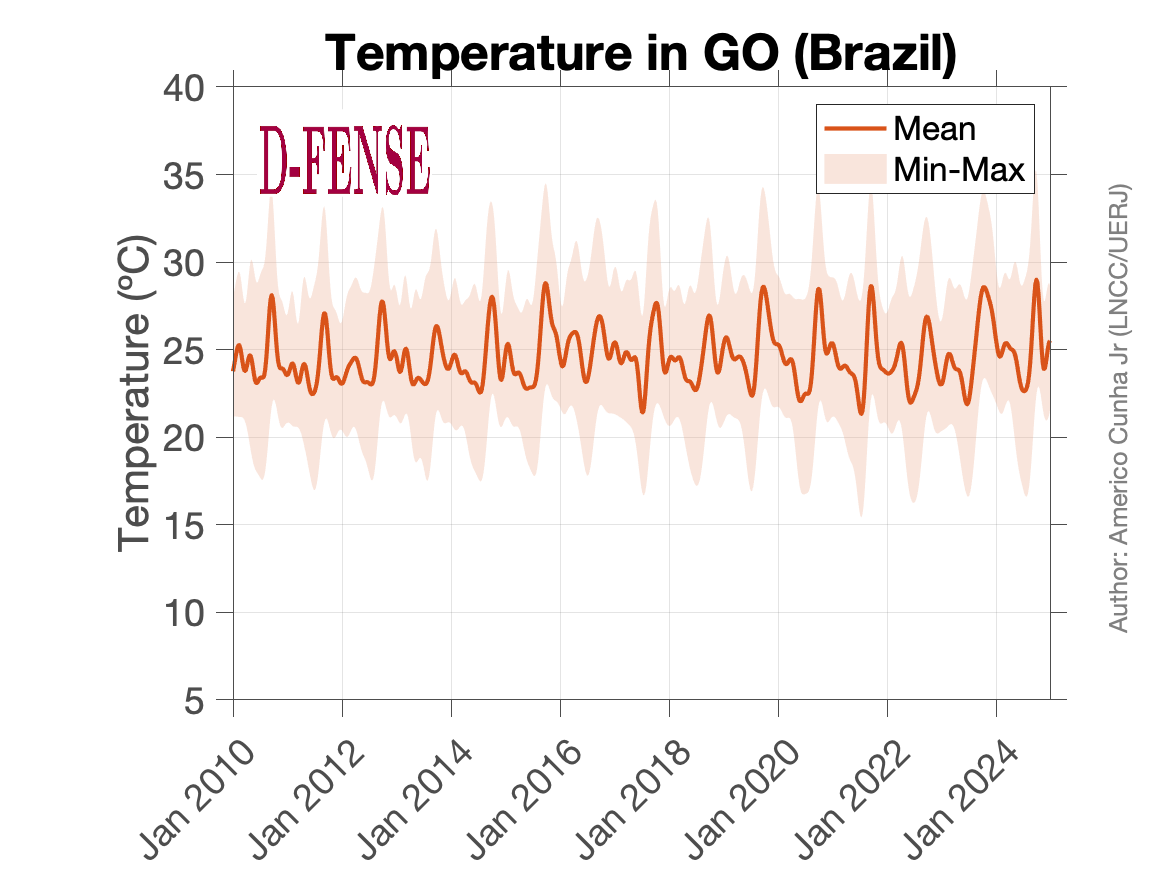 Temperature in GO (Brazil)
D-FENSE
Mean
Min-Max
Temperature (ºC)
40
35
30
25
20
15
10
5
Jan 2010
Jan 2012
Jan 2014
Jan 2016
Jan 2018
Jan 2020
Jan 2022
Jan 2024
Author: Americo Cunha Jr (LNCC/UERJ)